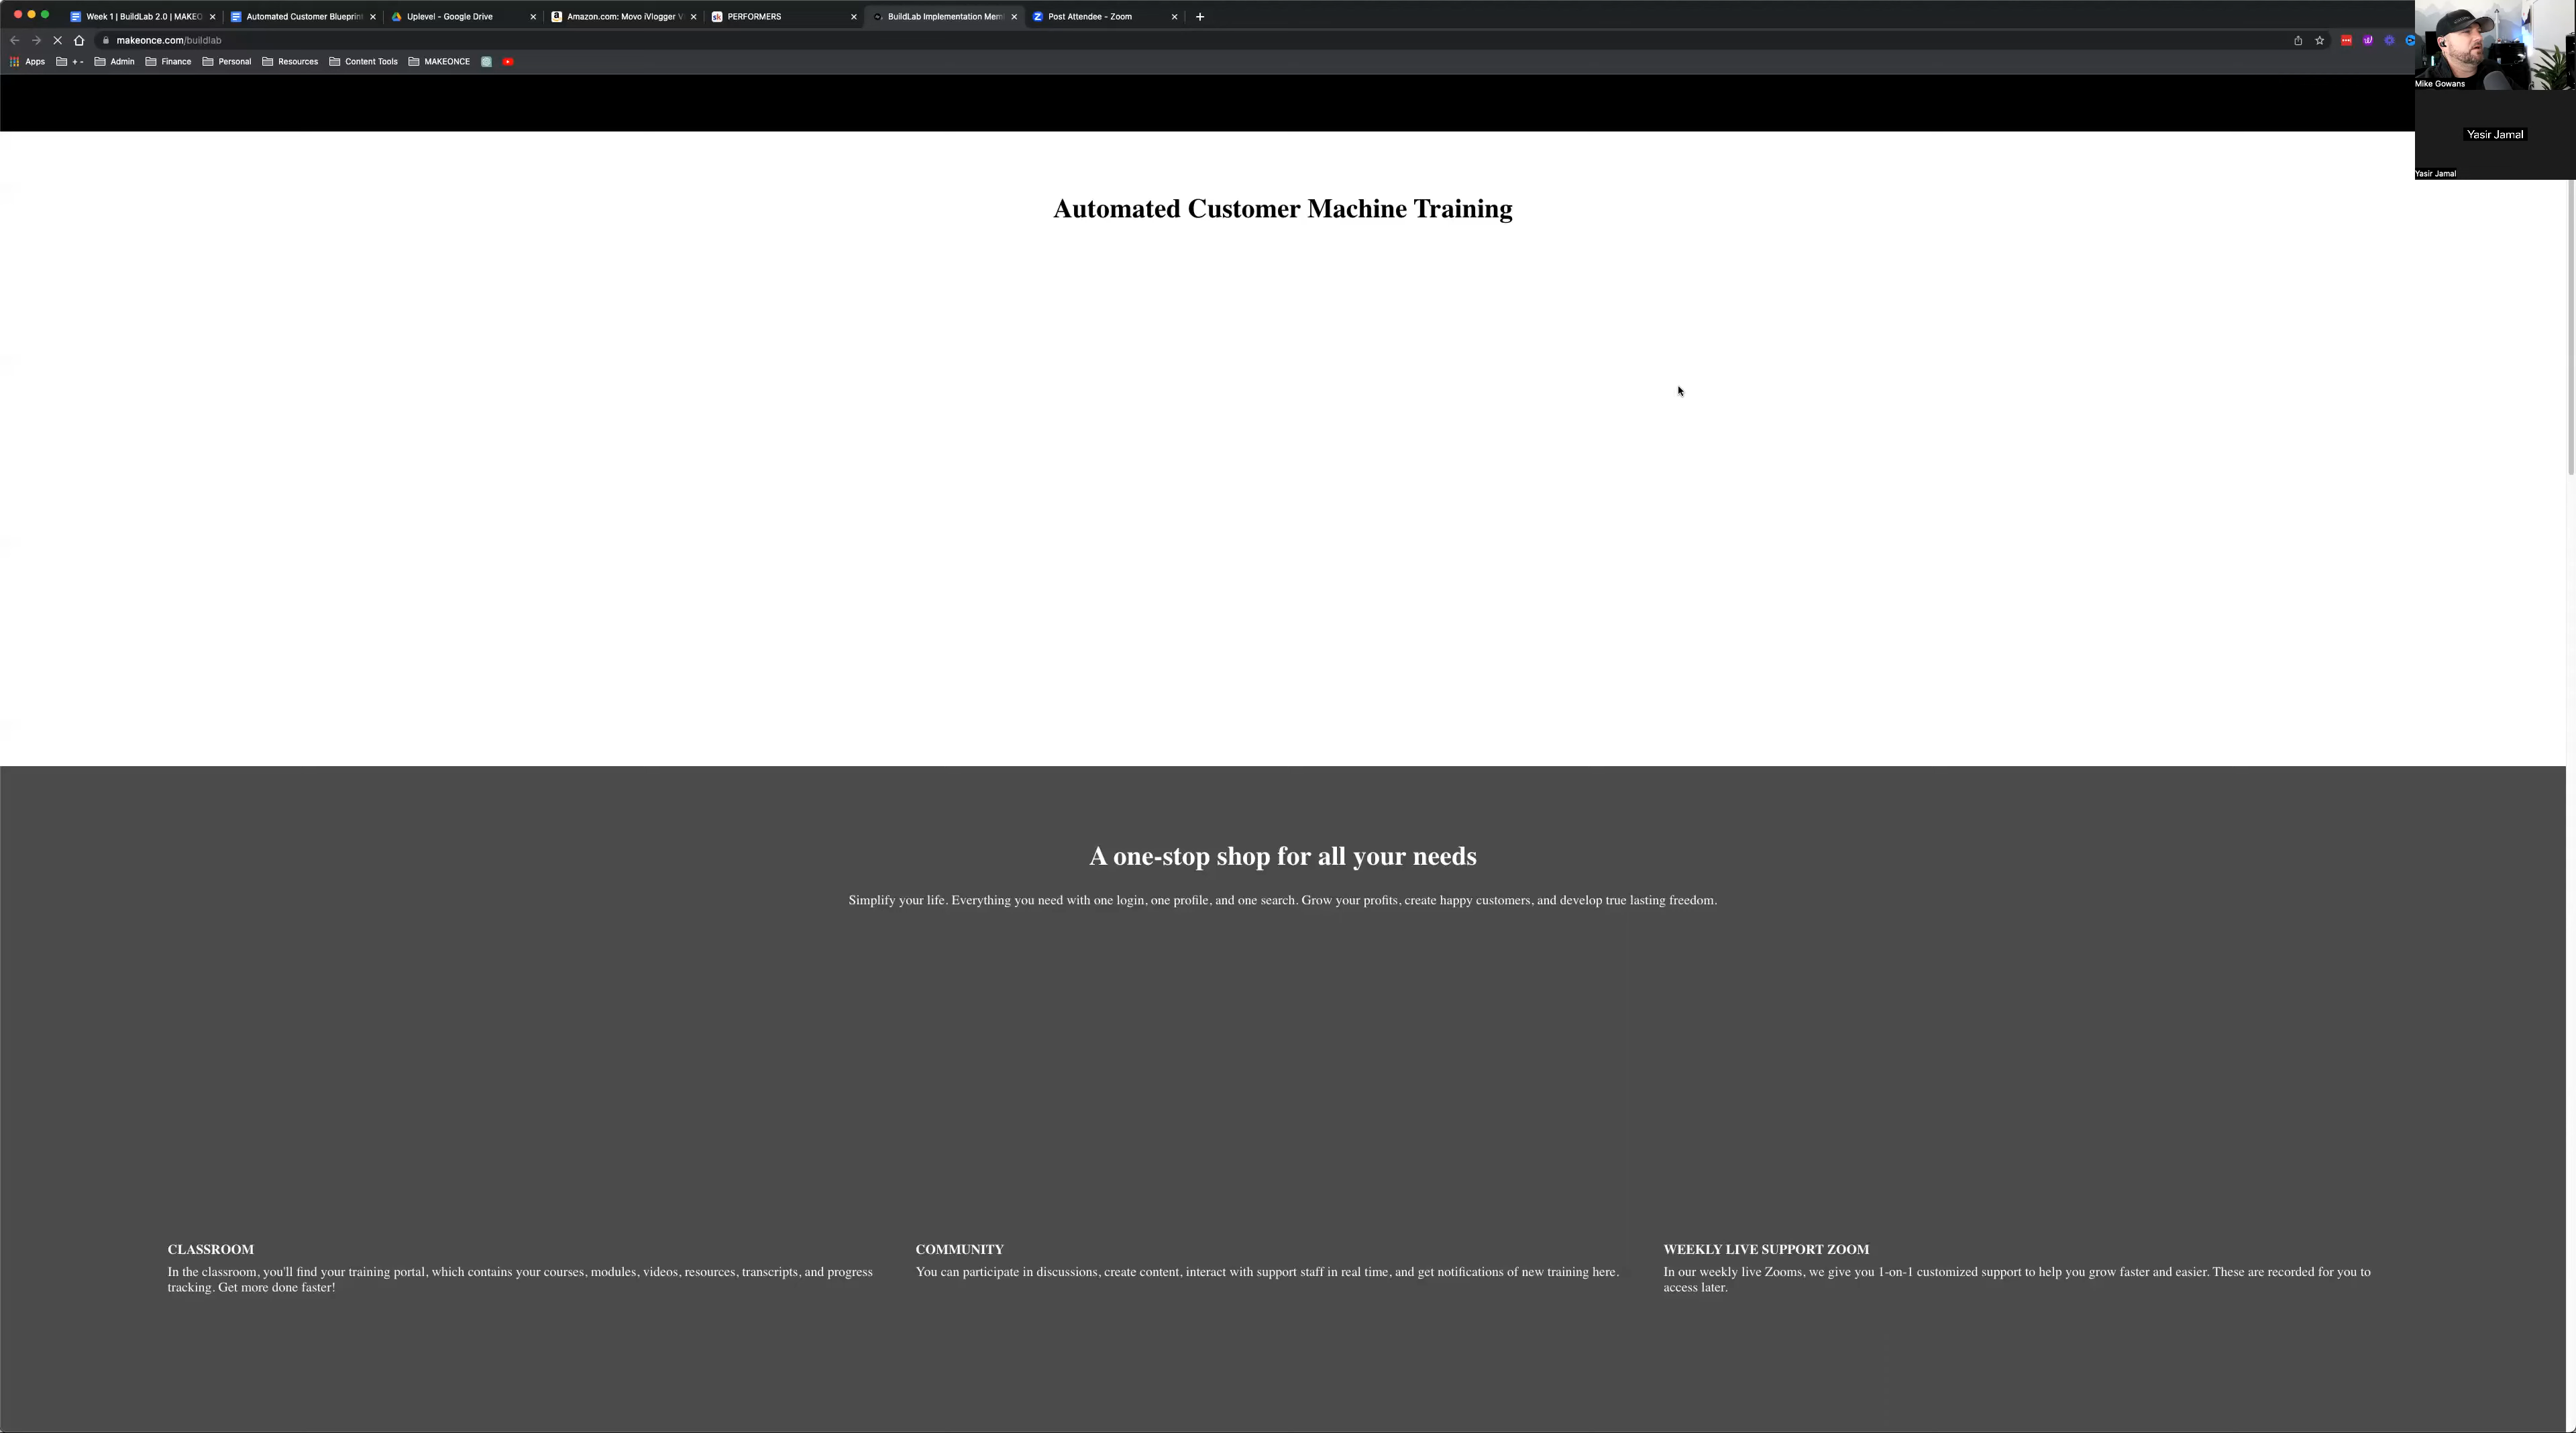 Week 1 | BuildLab 2.0 | MAKEO
Automated Customer Blueprint
Uplevel - Google Drive
Amazon.com: Movo iVlogger V
sk PERFORMERS
BuildLab Implementation Mem
Post Attendee - Zoom
makeonce.com/buildlab
Apps
+ -
Admin
Finance
Personal
Resources
Content Tools
MAKEONCE
Mike Gowans
Yasir Jamal
Yasir Jamal
Automated Customer Machine Training
A one-stop shop for all your needs
Simplify your life. Everything you need with one login, one profile, and one search. Grow your profits, create happy customers, and develop true lasting freedom.
CLASSROOM
In the classroom, you'll find your training portal, which contains your courses, modules, videos, resources, transcripts, and progress
tracking. Get more done faster!
COMMUNITY
You can participate in discussions, create content, interact with support staff in real time, and get notifications of new training here.
WEEKLY LIVE SUPPORT ZOOM
In our weekly live Zooms, we give you 1-on-1 customized support to help you grow faster and easier. These are recorded for you to
access later.